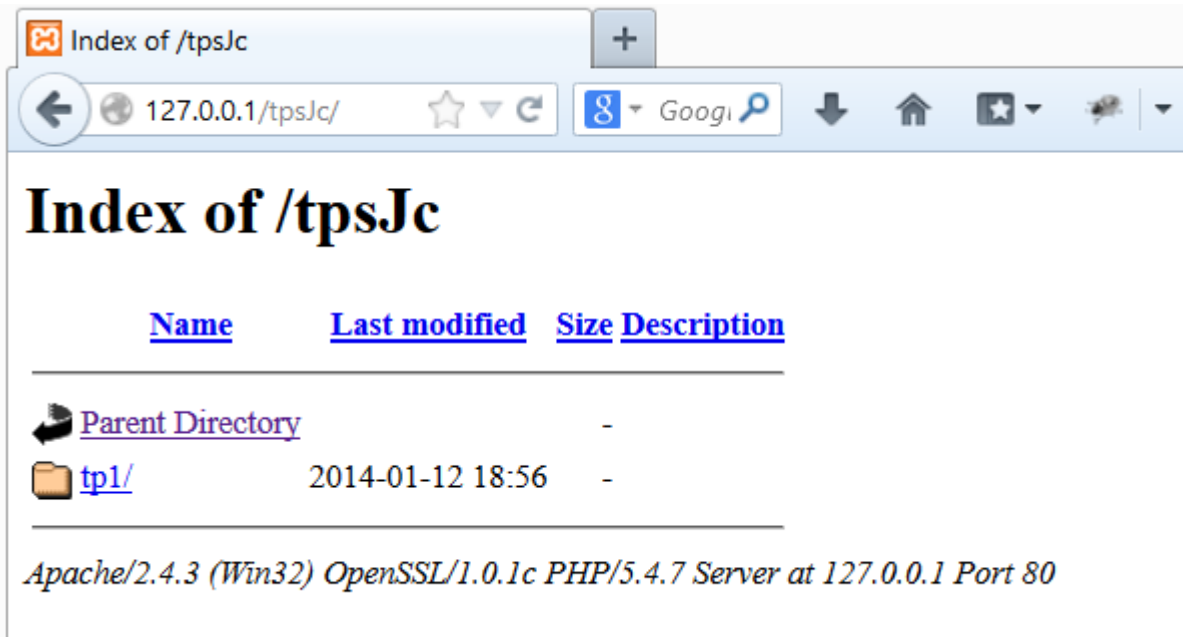 Index of /tpsJc
127.0.0.1/tpsJc/
8 Googl
Index of /tpsJc
Name Last modified Size Description
Parent Directory -
tp1/ 2014-01-12 18:56 -
Apache/2.4.3 (Win32) OpenSSL/1.0.1c PHP/5.4.7 Server at 127.0.0.1 Port 80